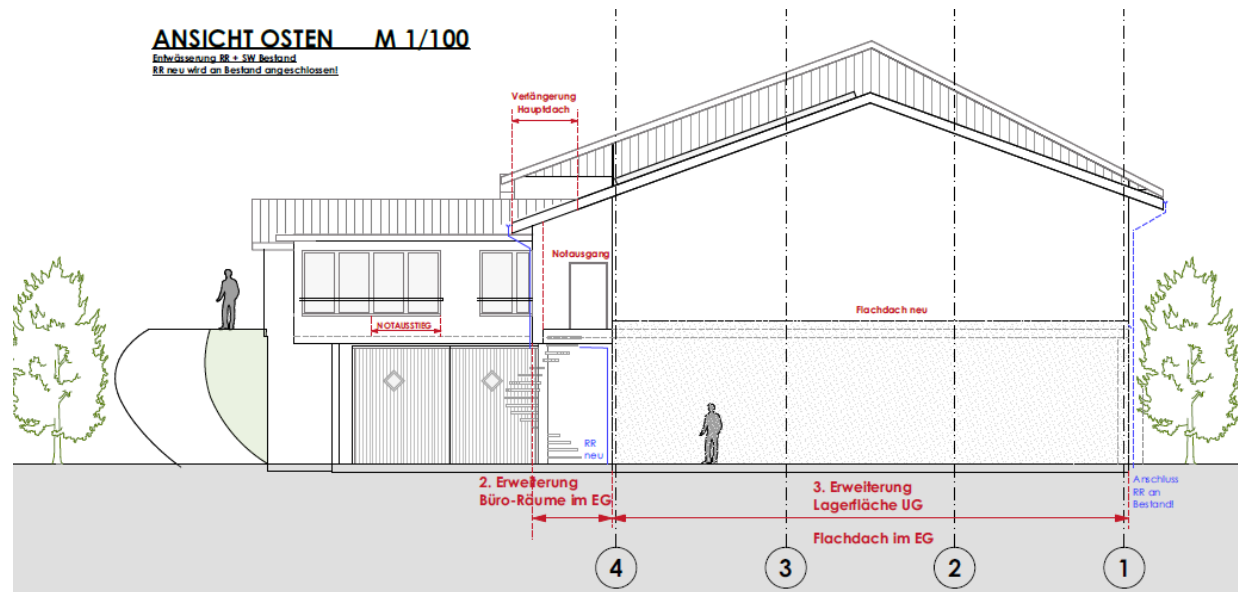 ANSICHT OSTEN M 1/100
Entwässerung RR + SW Bestand
RR neu wird an Bestand angeschlossen!
Verlängerung
Hauptdach
Notausgang
Flachdach neu
NOTAUSSTIEG
RR
neu
2. Erweiterung
Büro-Räume im EG
3. Erweiterung
Lagerfläche UG
Flachdach im EG
Anschluss
RR an
Bestand!
4
3
2
1